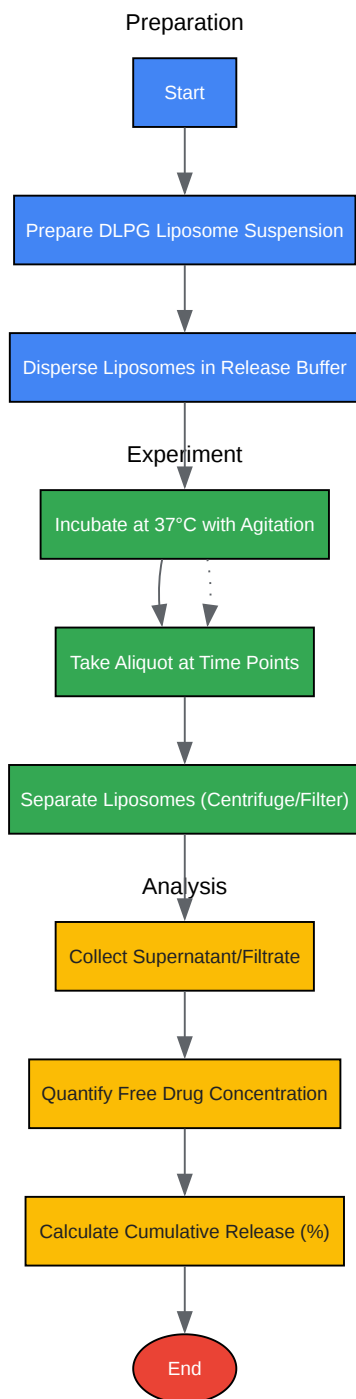 Preparation
Start
Prepare DLPG Liposome Suspension
Disperse Liposomes in Release Buffer
Experiment
Incubate at 37°C with Agitation
Take Aliquot at Time Points
Separate Liposomes (Centrifuge/Filter)
Analysis
Collect Supernatant/Filtrate
Quantify Free Drug Concentration
Calculate Cumulative Release (%)
End